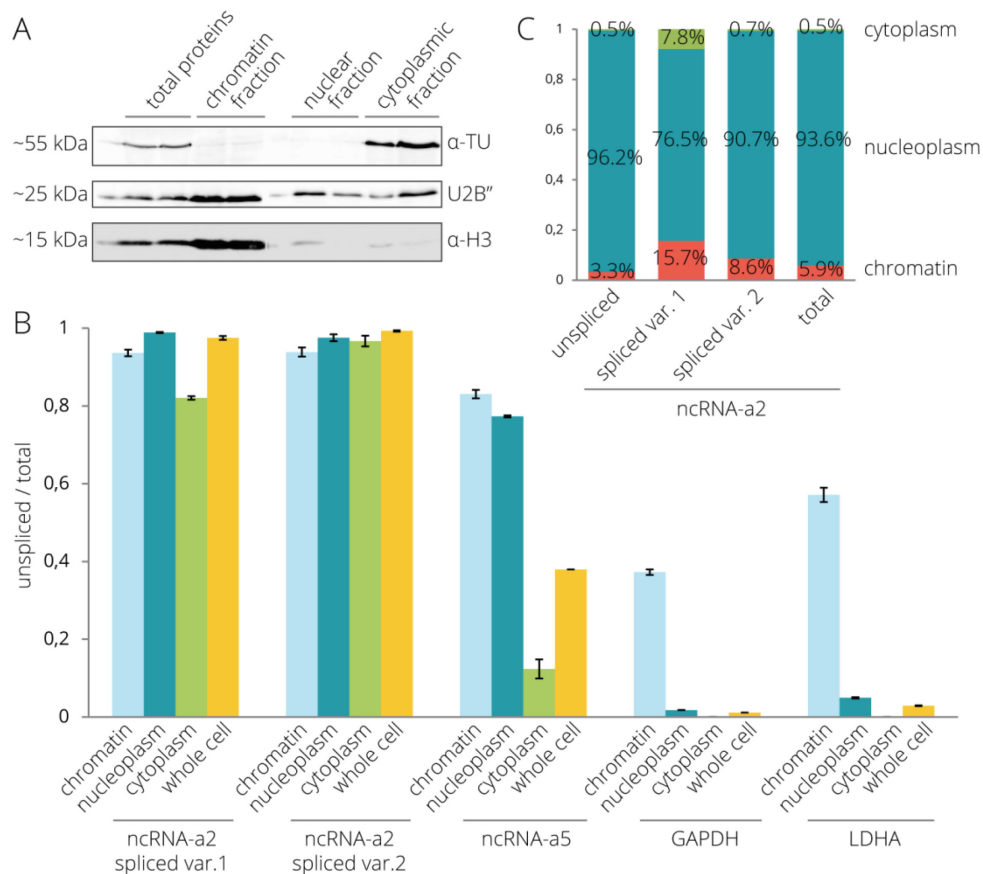 A
total proteins
chromatin
fraction
nuclear
fraction
cytoplasmic
fraction
~55 kDa
α-TU
~25 kDa
U2B″
~15 kDa
α-H3
C
1
0,8
0,6
0,4
0,2
0
0.5% 7.8% 0.7% 0.5%
cytoplasm
96.2% 76.5% 90.7% 93.6%
nucleoplasm
3.3% 15.7% 8.6% 5.9%
chromatin
unspliced
spliced var. 1
spliced var. 2
total
ncRNA-a2
B
unspliced / total
1
0,8
0,6
0,4
0,2
0
chromatin
nucleoplasm
cytoplasm
whole cell
chromatin
nucleoplasm
cytoplasm
whole cell
chromatin
nucleoplasm
cytoplasm
whole cell
chromatin
nucleoplasm
cytoplasm
whole cell
chromatin
nucleoplasm
cytoplasm
whole cell
ncRNA-a2
spliced var.1
ncRNA-a2
spliced var.2
ncRNA-a5
GAPDH
LDHA